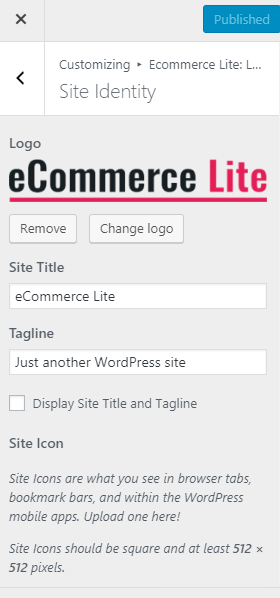 × Published
Customizing ▸ Ecommerce Lite: L...
Site Identity
Logo
eCommerce Lite
Remove Change logo
Site Title
eCommerce Lite
Tagline
Just another WordPress site
Display Site Title and Tagline
Site Icon
Site Icons are what you see in browser tabs,
bookmark bars, and within the WordPress
mobile apps. Upload one here!
Site Icons should be square and at least 512 ×
512 pixels.